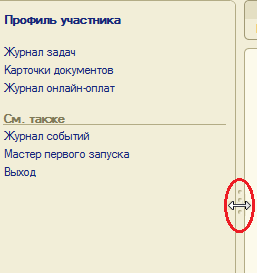 Профиль участника
Журнал задач
Карточки документов
Журнал онлайн-оплат
См. также
Журнал событий
Мастер первого запуска
Выход